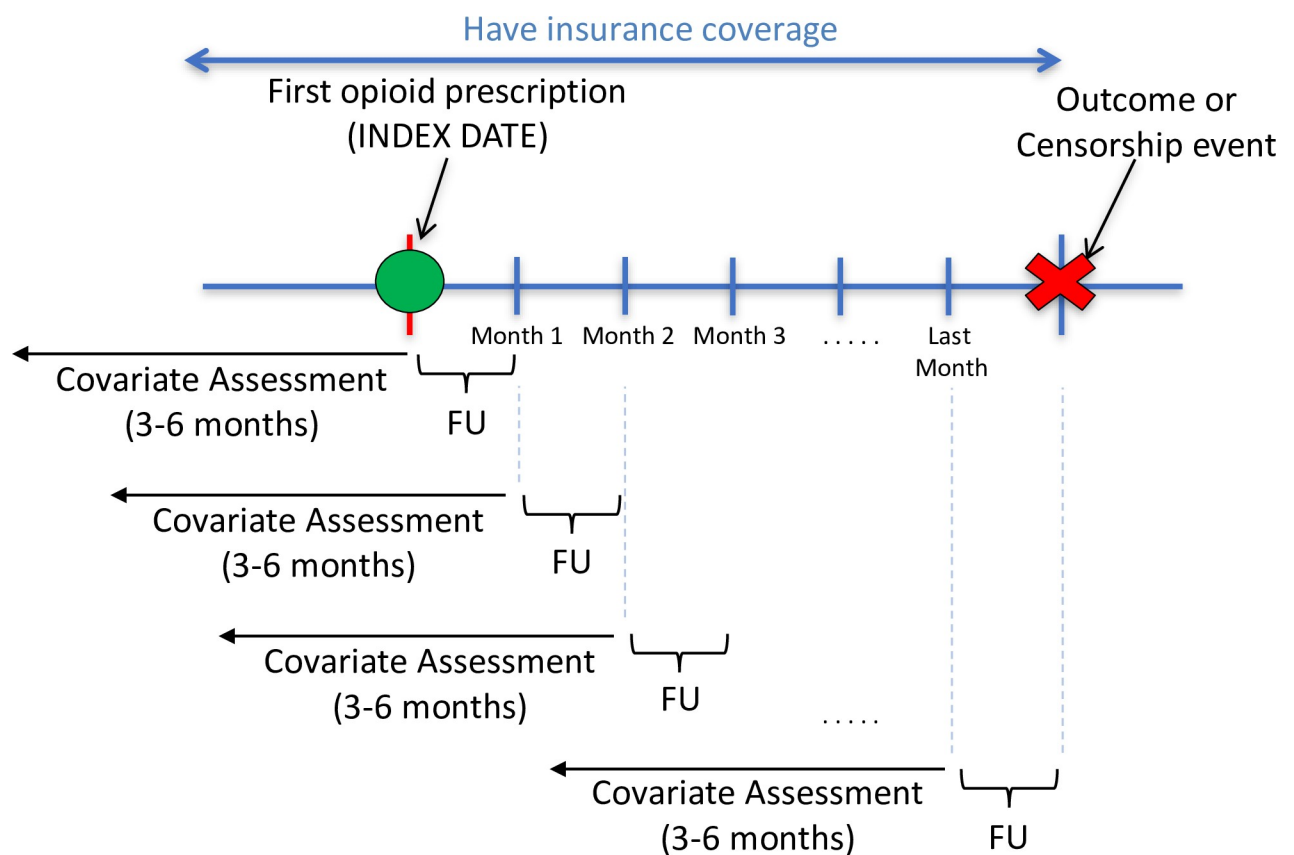 Have insurance coverage
First opioid prescription
(INDEX DATE)
Outcome or
Censorship event
Month 1
Month 2
Month 3
. . . . .
Last
Month
Covariate Assessment
(3-6 months)
FU
Covariate Assessment
(3-6 months)
FU
Covariate Assessment
(3-6 months)
FU
. . . . .
Covariate Assessment
(3-6 months)
FU